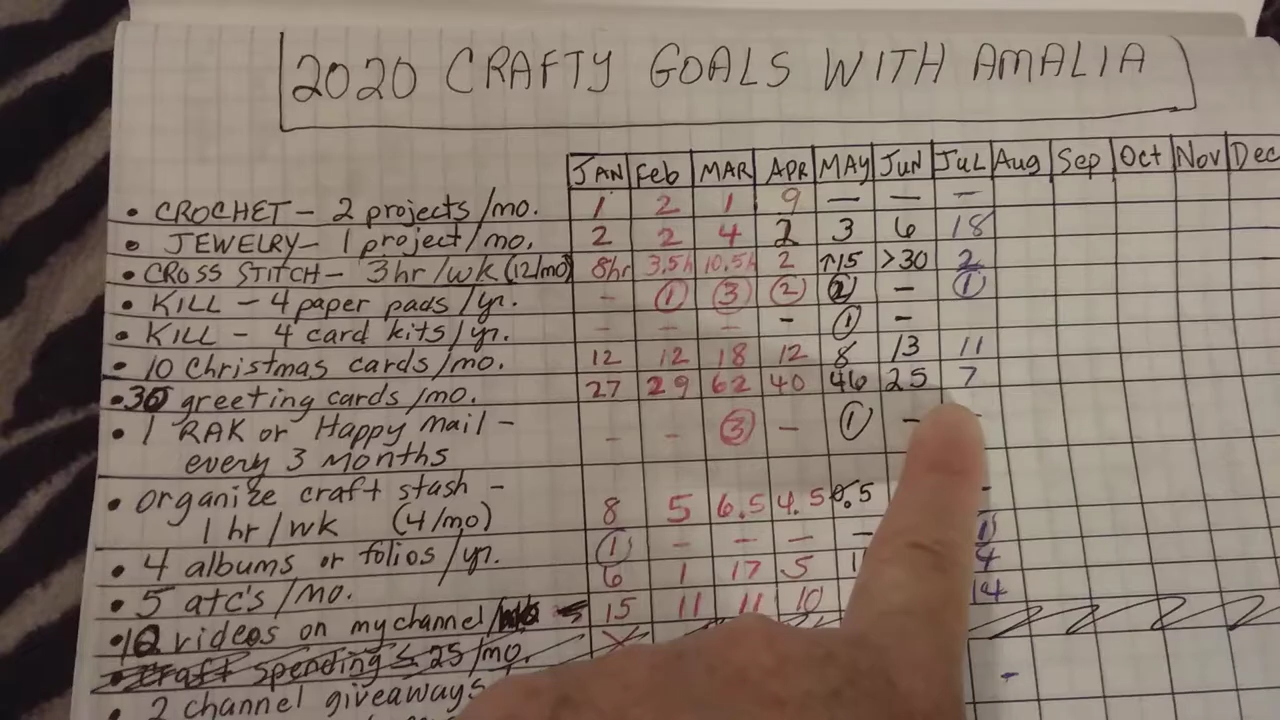 2020 CRAFTY GOALS WITH AMALIA
JAN Feb MAR APR MAY JUN JUL Aug Sep Oct Nov Dec
• CROCHET - 2 projects/mo. 1 2 1 9 — — —
• JEWELRY - 1 project/mo. 2 2 4 2 3 6 18
• CROSS STITCH - 3hr/wk (12/mo) 8hr 3.5h 10.5h 2 ↑15 >30 2
• KILL - 4 paper pads/yr. - 1 3 2 2 - 1
• KILL - 4 card kits/yr. - - - - 1 -
• 10 Christmas cards/mo. 12 12 18 12 8 13 11
• 30 greeting cards/mo. 27 29 62 40 46 25 7
• 1 RAK or Happy mail - - - 3 - 1 - -
every 3 months
• organize craft stash - 8 5 6.5 4.5 .5 -
1 hr/wk (4/mo)
• 4 albums or folios/yr. 1 - - - - 1
• 5 atc's/mo. 6 1 17 5 4
• 10 videos on my channel/ 15 11 11 10 14
• craft spending ≤ 25/mo. X
• 2 channel giveaways -